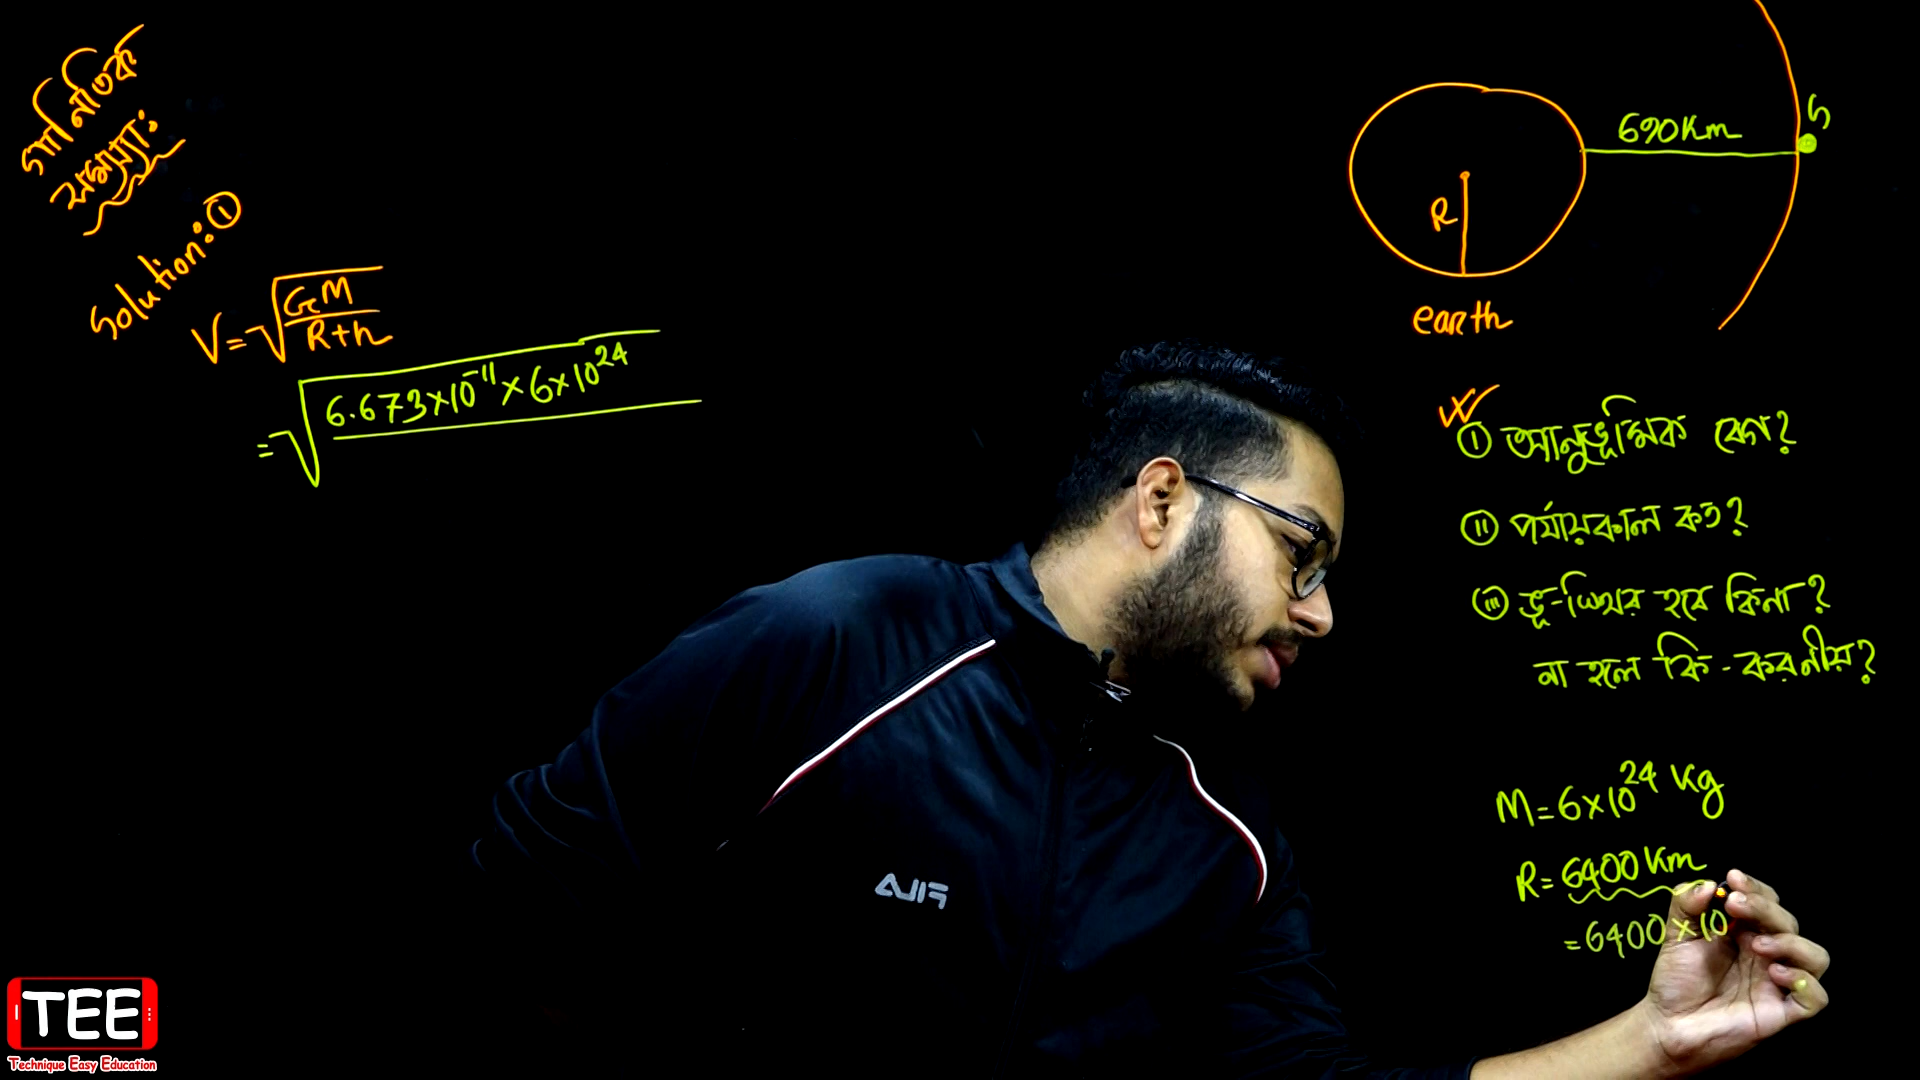 গানিতিক
সমস্যা:
Solution: ①
V = √GM/R+h
= √6.673×10⁻¹¹ × 6×10²⁴
690Km
S
R
earth
① আনুভূমিক বেগ?
② পর্যায়কাল কত?
③ ভূ-স্থির হবে কিনা?
না হলে কি - করনীয়?
M = 6×10²⁴ Kg
R = 6400 Km
= 6400 × 10
FILA
TEE
Technique Easy Education